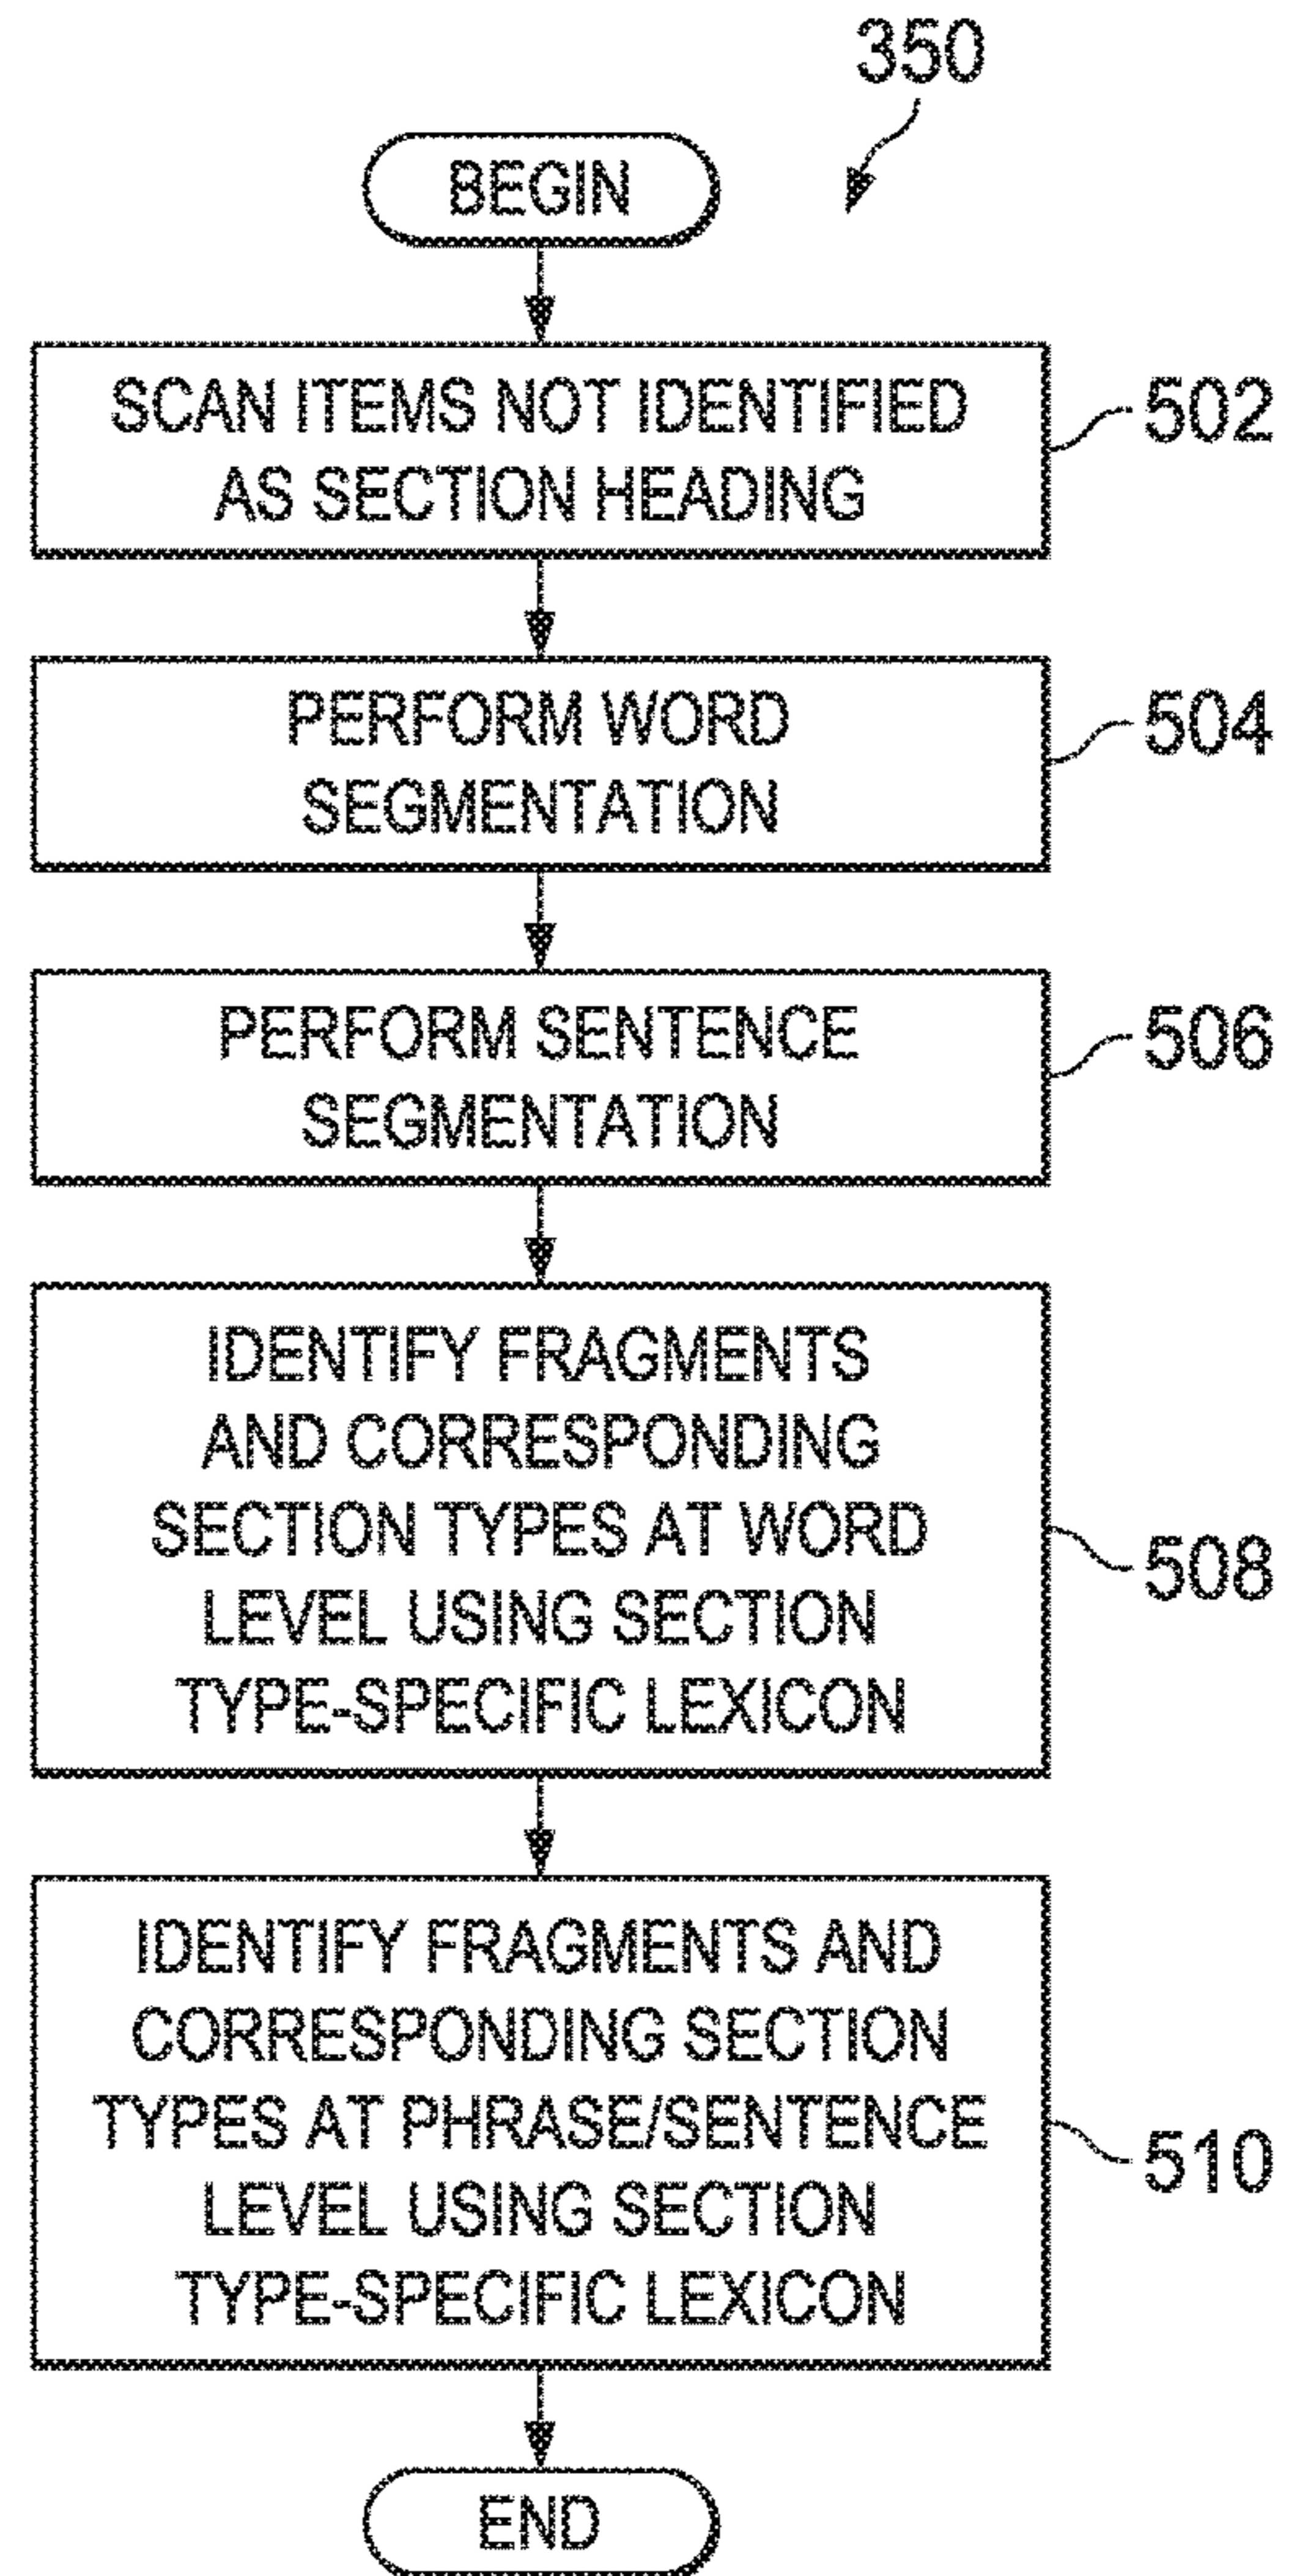 350
BEGIN
SCAN ITEMS NOT IDENTIFIED
AS SECTION HEADING
502
PERFORM WORD
SEGMENTATION
504
PERFORM SENTENCE
SEGMENTATION
506
IDENTIFY FRAGMENTS
AND CORRESPONDING
SECTION TYPES AT WORD
LEVEL USING SECTION
TYPE-SPECIFIC LEXICON
508
IDENTIFY FRAGMENTS AND
CORRESPONDING SECTION
TYPES AT PHRASE/SENTENCE
LEVEL USING SECTION
TYPE-SPECIFIC LEXICON
510
END